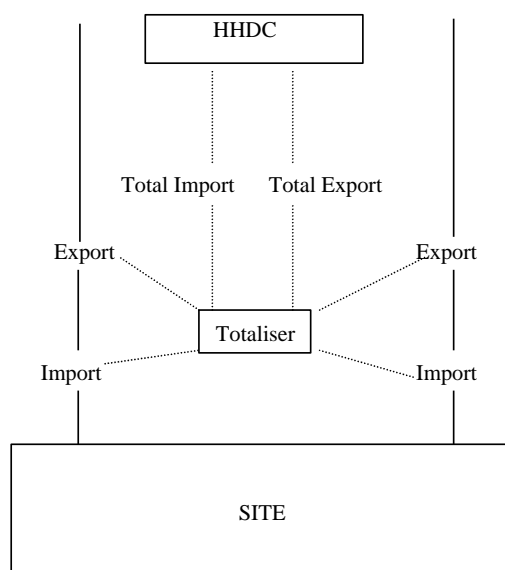 HHDC
Total Import Total Export
Export Export
Totaliser
Import Import
SITE